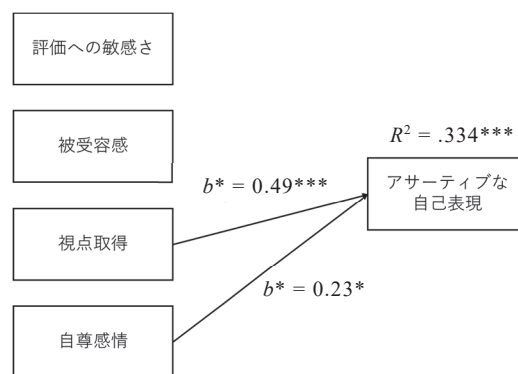 評価への敏感さ
被受容感
R² = .334***
b* = 0.49***
アサーティブな
自己表現
視点取得
b* = 0.23*
自尊感情